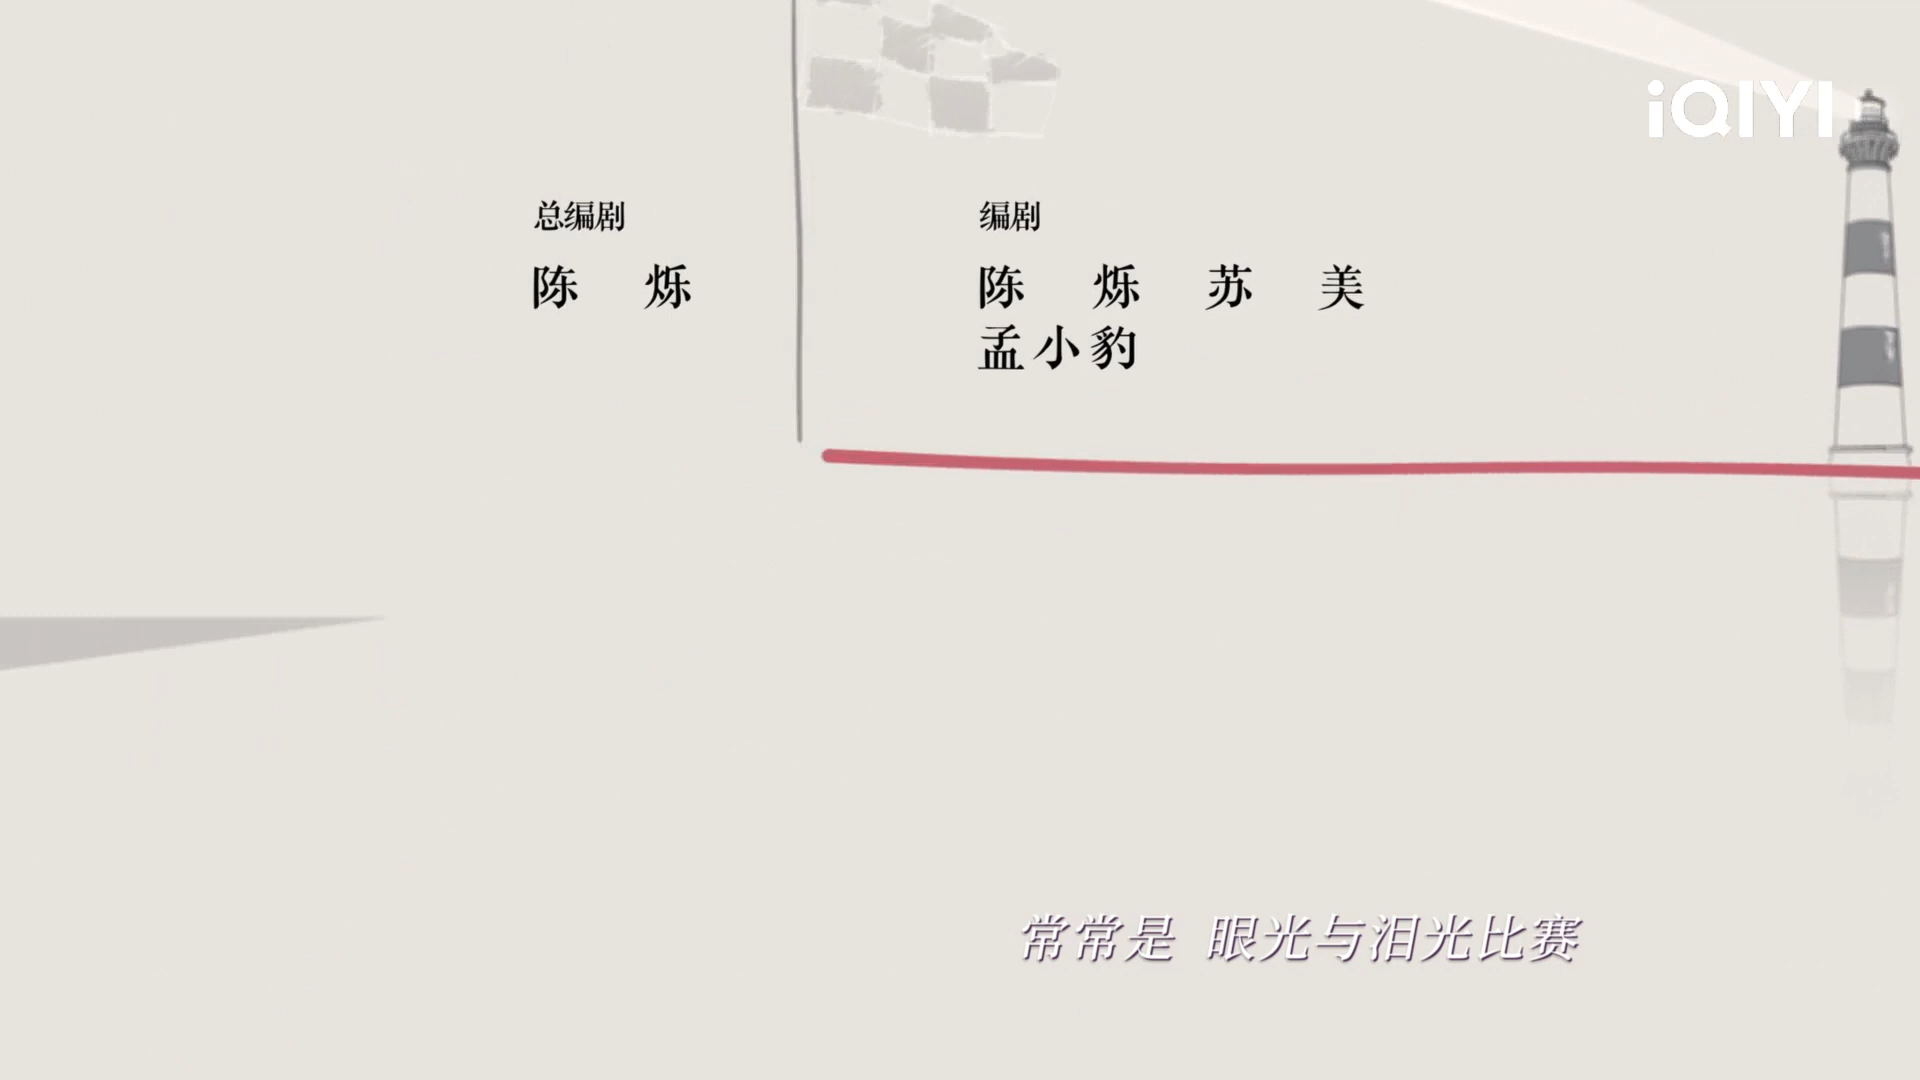 iQIYI
总编剧
陈 烁
编剧
陈 烁 苏 美
孟小豹
常常是 眼光与泪光比赛